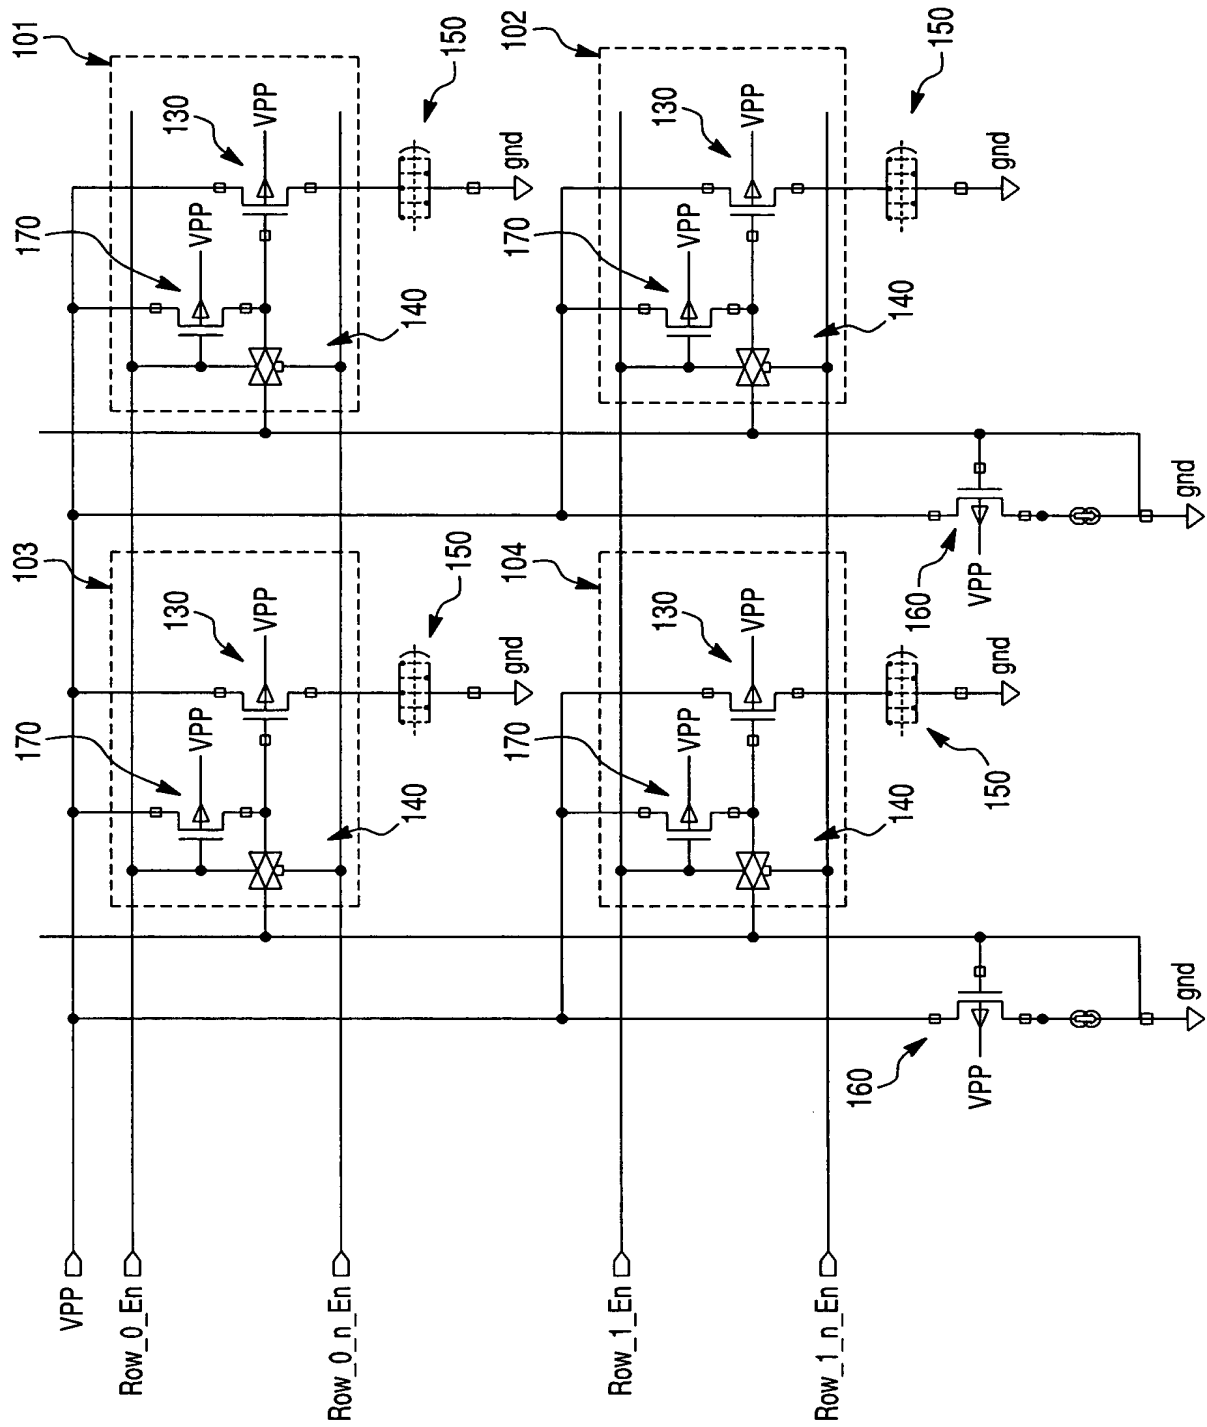 VPP
Row_0_En
Row_0_n_En
Row_1_En
Row_1_n_En
103
170
130
VPP
VPP
140
150
gnd
101
170
130
VPP
VPP
140
150
gnd
104
170
130
VPP
VPP
140
150
gnd
102
170
130
VPP
VPP
140
150
gnd
160
VPP
gnd
160
VPP
gnd